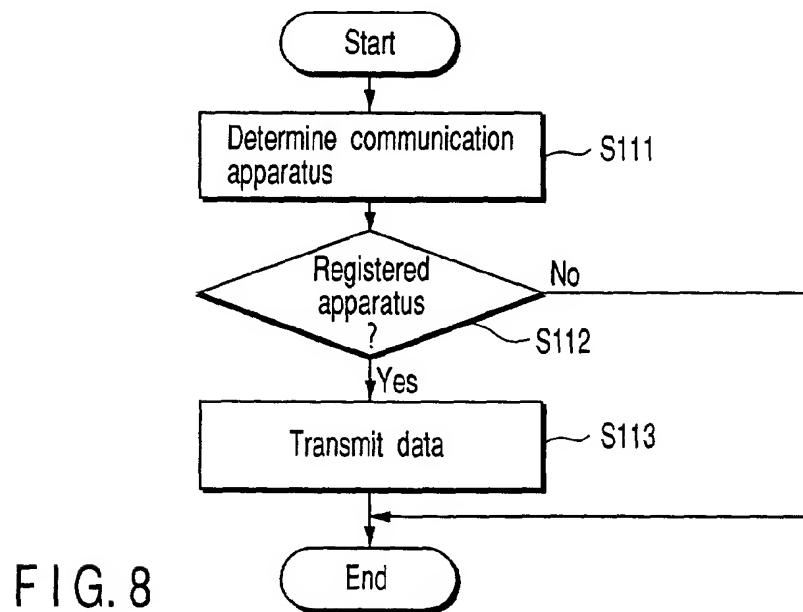 Start
Determine communication
apparatus
S111
Registered
apparatus
?
No
S112
Yes
Transmit data
S113
End
FIG. 8